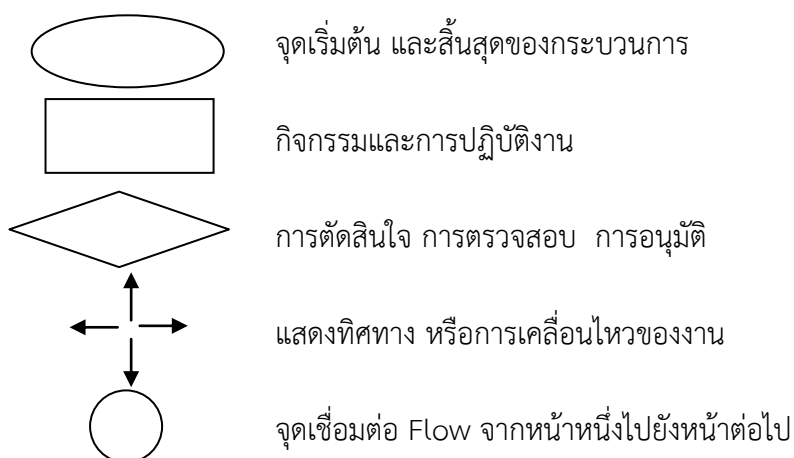 จุดเริ่มต้น และสิ้นสุดของกระบวนการ
กิจกรรมและการปฏิบัติงาน
การตัดสินใจ การตรวจสอบ  การอนุมัติ
แสดงทิศทาง หรือการเคลื่อนไหวของงาน
จุดเชื่อมต่อ Flow จากหน้าหนึ่งไปยังหน้าต่อไป